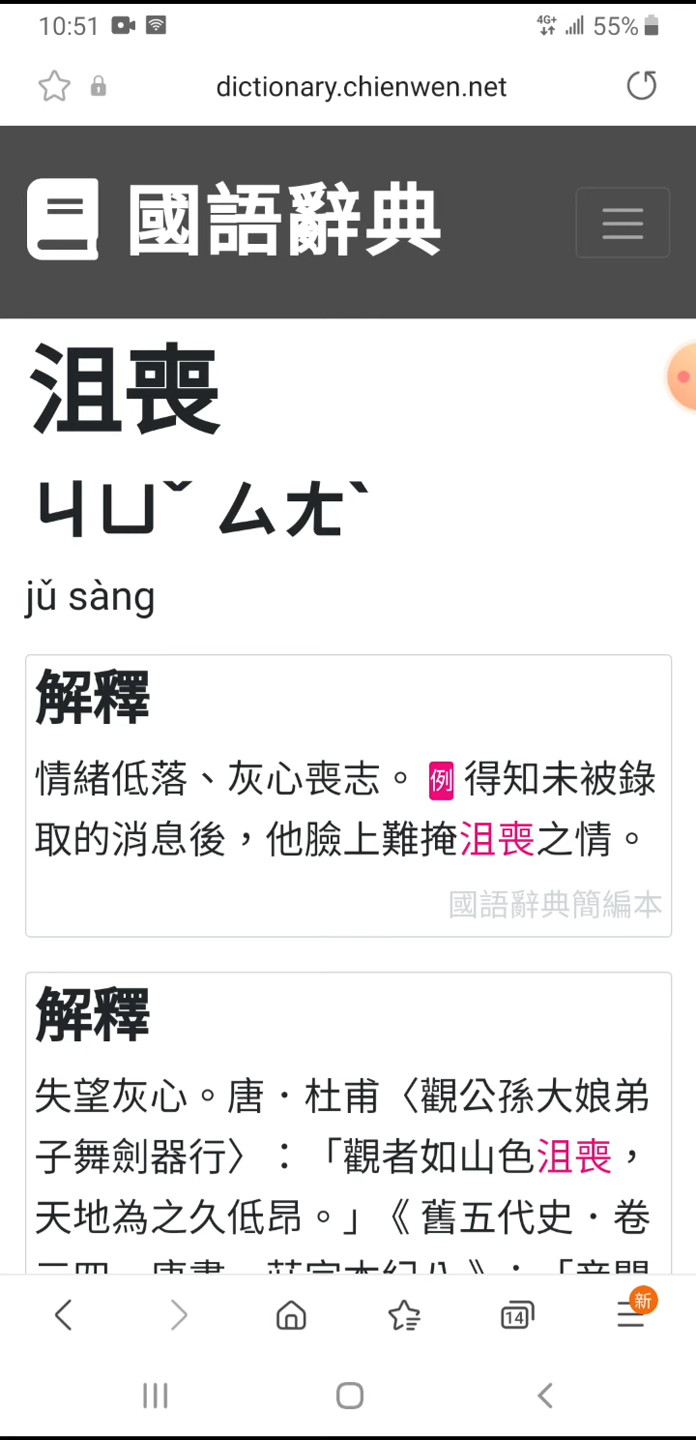 10:51 4G+ 55%
dictionary.chienwen.net
國語辭典
沮喪
ㄐㄩˇ ㄙㄤˋ
jǔ sàng
解釋
情緒低落、灰心喪志。 例 得知未被錄
取的消息後，他臉上難掩沮喪之情。
國語辭典簡編本
解釋
失望灰心。唐．杜甫〈觀公孫大娘弟
子舞劍器行〉：「觀者如山色沮喪，
天地為之久低昂。」《舊五代史．卷
14
新